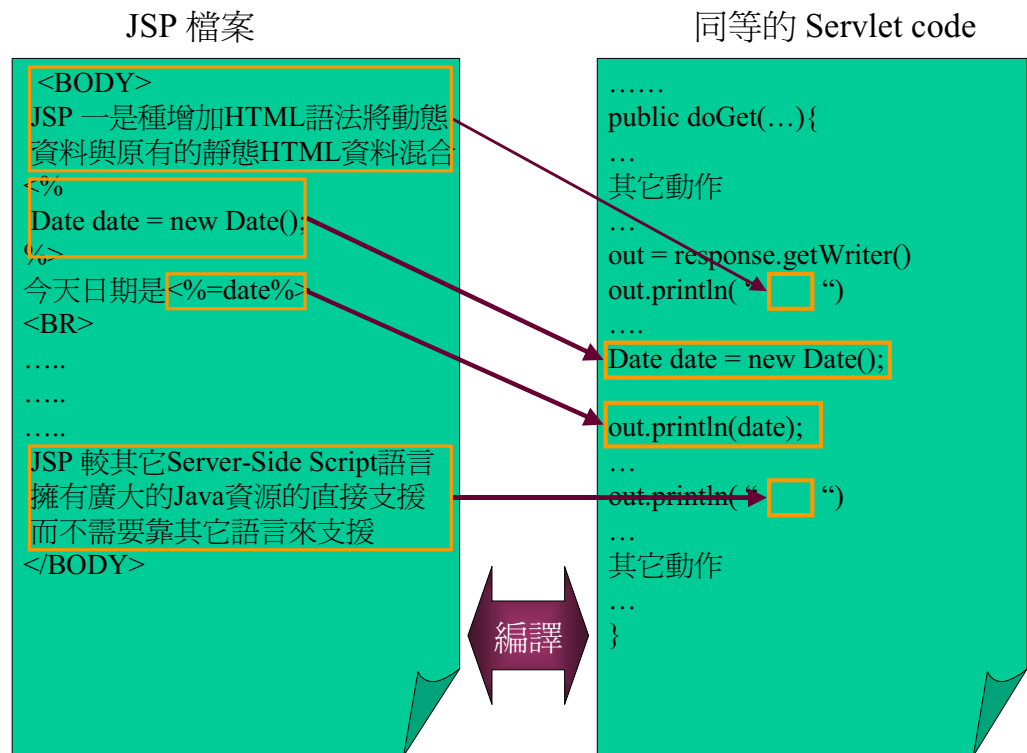 JSP 檔案
<BODY>
JSP 一是種增加HTML語法將動態
資料與原有的靜態HTML資料混合
<%
Date date = new Date();
%>
今天日期是<%=date%>
<BR>
…..
…..
…..
JSP 較其它Server-Side Script語言
擁有廣大的Java資源的直接支援
而不需要靠其它語言來支援
</BODY>
編譯
同等的 Servlet code
……
public doGet(…){
…
其它動作
…
out = response.getWriter()
out.println( “ “)
….
Date date = new Date();
out.println(date);
…
out.println( “ “)
…
其它動作
…
}